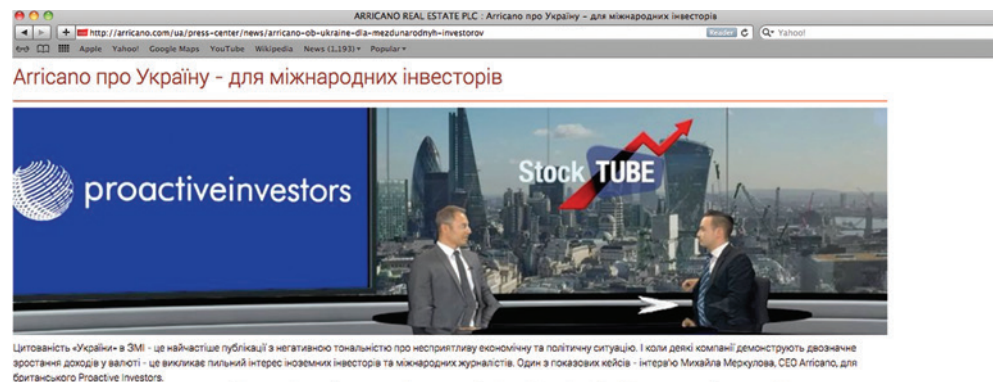 ARRICANO REAL ESTATE PLC : Arricano про Україну – для міжнародних інвесторів
http://arricano.com/ua/press-center/news/arricano-ob-ukraine-dla-mezdunarodnyh-investorov
Reader
Yahoo!
Apple Yahoo! Google Maps YouTube Wikipedia News (1,193) Popular
Arricano про Україну - для міжнародних інвесторів
proactiveinvestors
Stock TUBE
Цитованість «України» в ЗМІ - це найчастіше публікації з негативною тональністю про несприятливу економічну та політичну ситуацію. І коли деякі компанії демонструють двозначне
зростання доходів у валюті - це викликає пильний інтерес іноземних інвесторів та міжнародних журналістів. Один з показових кейсів - інтерв'ю Михайла Меркулова, CEO Arricano, для
британського Proactive Investors.